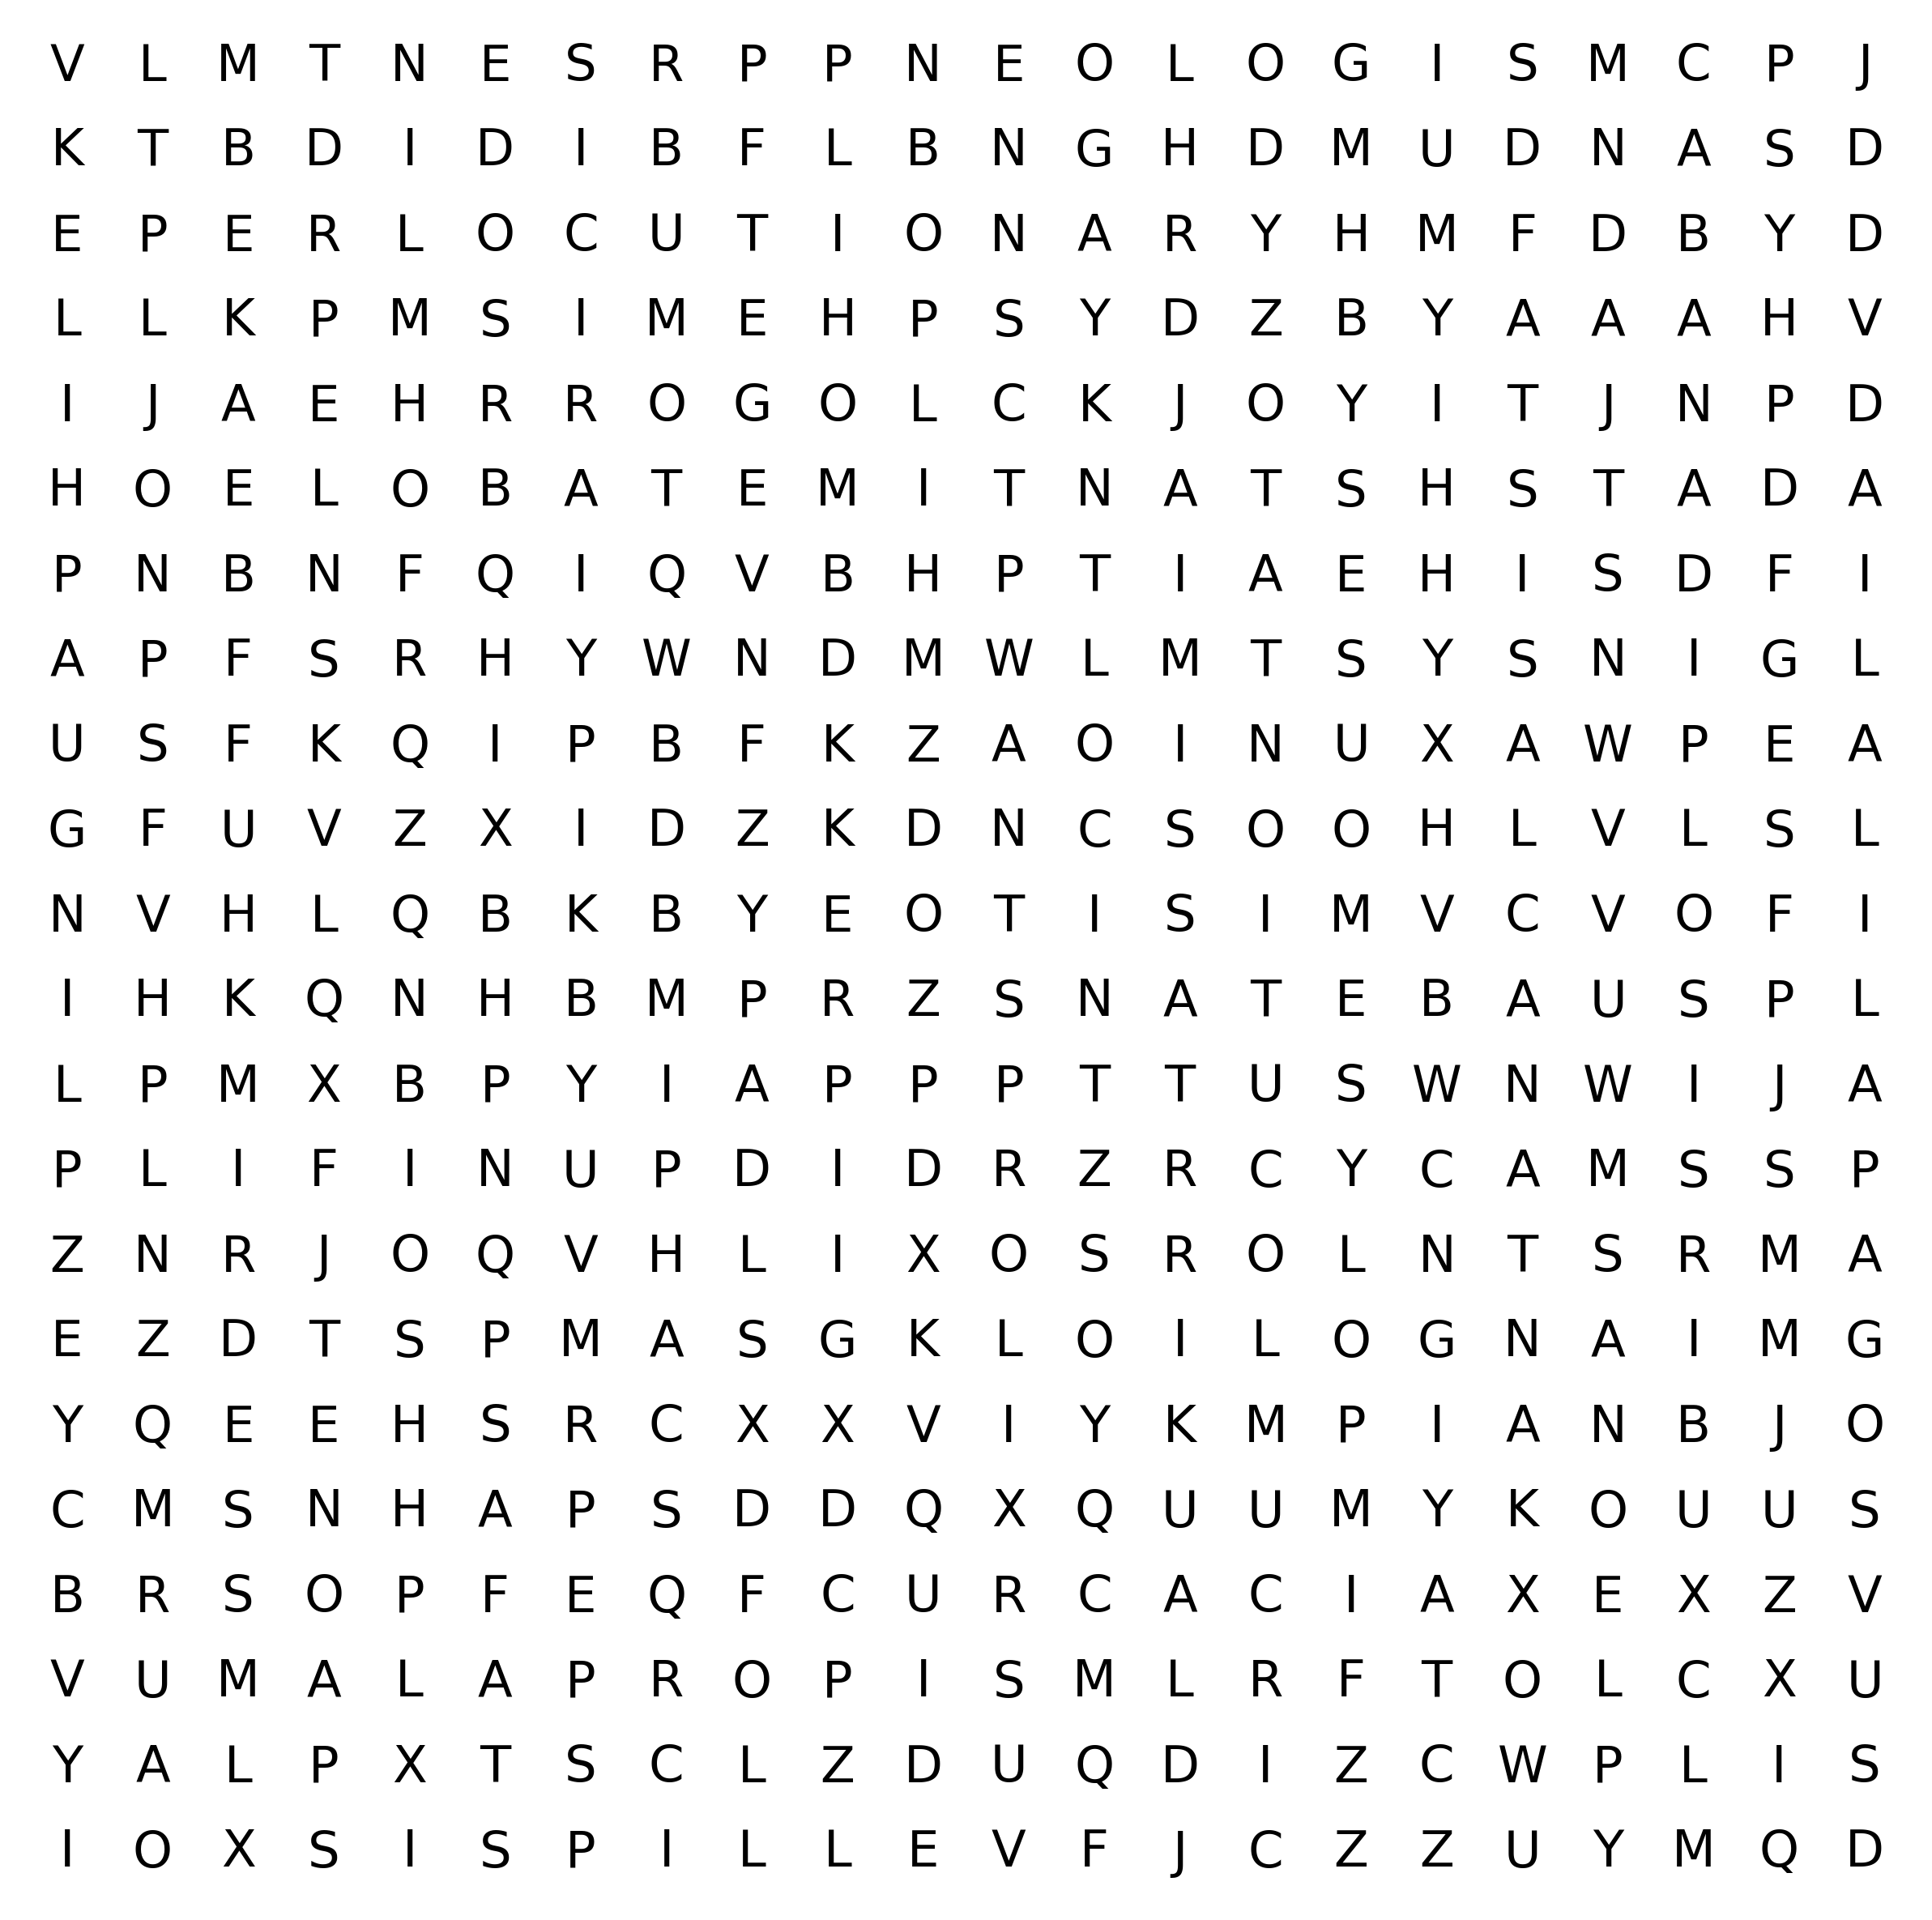 V L M T N E S R P P N E O L O G I S M C P J
K T B D I D I B F L B N G H D M U D N A S D
E P E R L O C U T I O N A R Y H M F D B Y D
L L K P M S I M E H P S Y D Z B Y A A A H V
I J A E H R R O G O L C K J O Y I T J N P D
H O E L O B A T E M I T N A T S H S T A D A
P N B N F Q I Q V B H P T I A E H I S D F I
A P F S R H Y W N D M W L M T S Y S N I G L
U S F K Q I P B F K Z A O I N U X A W P E A
G F U V Z X I D Z K D N C S O O H L V L S L
N V H L Q B K B Y E O T I S I M V C V O F I
I H K Q N H B M P R Z S N A T E B A U S P L
L P M X B P Y I A P P P T T U S W N W I J A
P L I F I N U P D I D R Z R C Y C A M S S P
Z N R J O Q V H L I X O S R O L N T S R M A
E Z D T S P M A S G K L O I L O G N A I M G
Y Q E E H S R C X X V I Y K M P I A N B J O
C M S N H A P S D D Q X Q U U M Y K O U U S
B R S O P F E Q F C U R C A C I A X E X Z V
V U M A L A P R O P I S M L R F T O L C X U
Y A L P X T S C L Z D U Q D I Z C W P L I S
I O X S I S P I L L E V F J C Z Z U Y M Q D